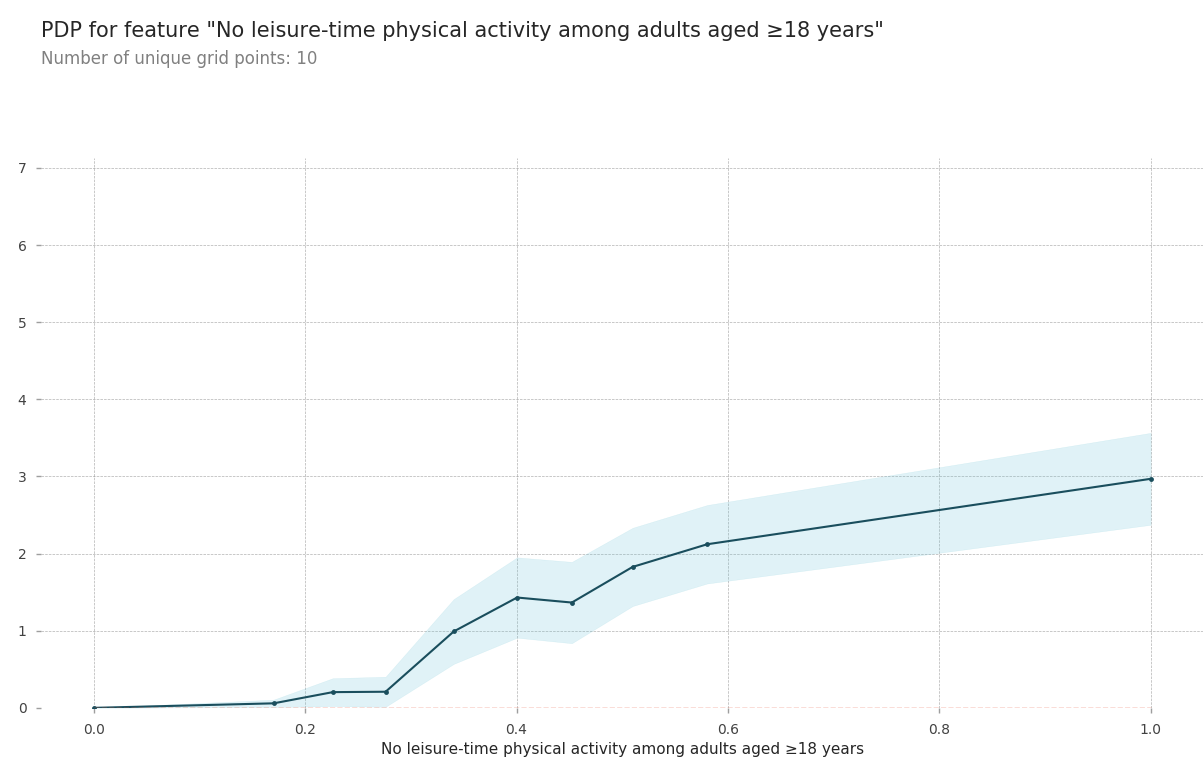 PDP for feature "No leisure-time physical activity among adults aged ≥18 years"
Number of unique grid points: 10
7
6
5
4
3
2
1
0
0.0 0.2 0.4 0.6 0.8 1.0
No leisure-time physical activity among adults aged ≥18 years